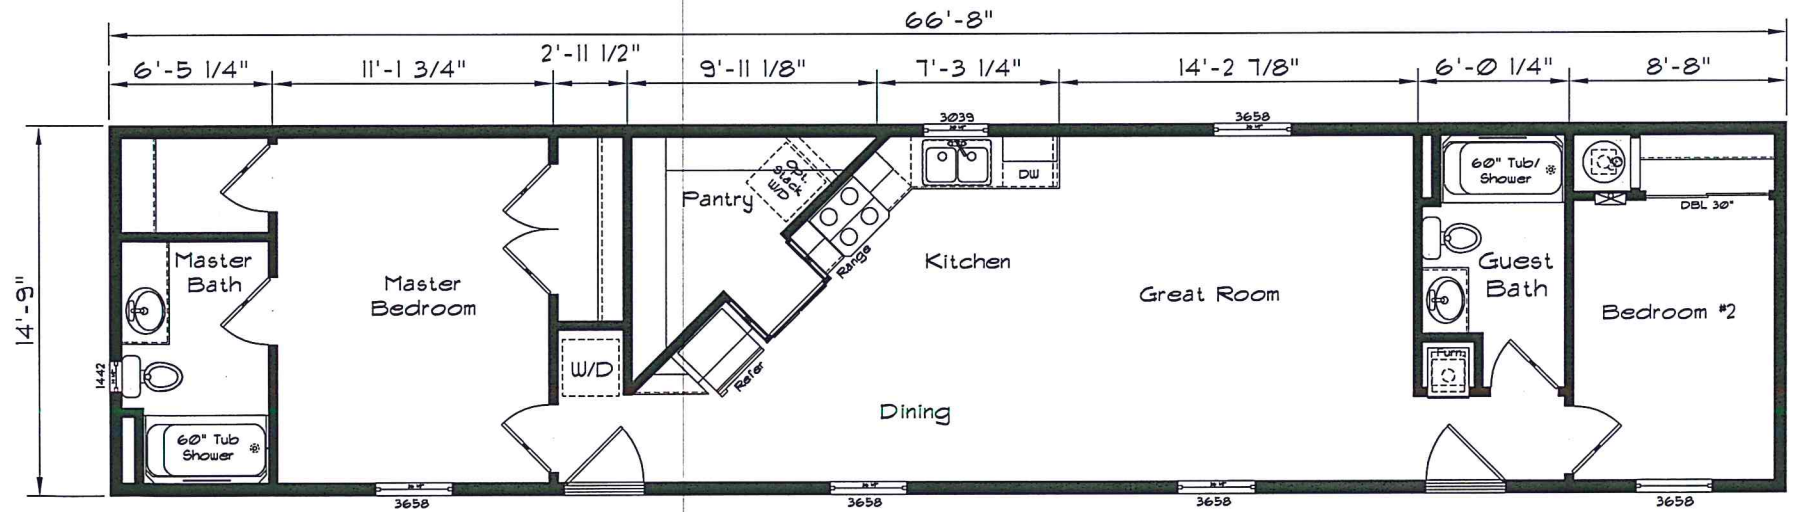 66'-8"
6'-5 1/4"
11'-1 3/4"
2'-11 1/2"
9'-11 1/8"
7'-3 1/4"
14'-2 7/8"
6'-0 1/4"
8'-8"
14'-9"
3039
3658
60" Tub/
Shower
DW
Opt.
Stack
W/D
Pantry
DBL 30"
Range
Kitchen
Master
Bath
Master
Bedroom
Great Room
Guest
Bath
Bedroom #2
1442
W/D
Refer
Furn.
Dining
60" Tub
Shower
3658
3658
3658
3658